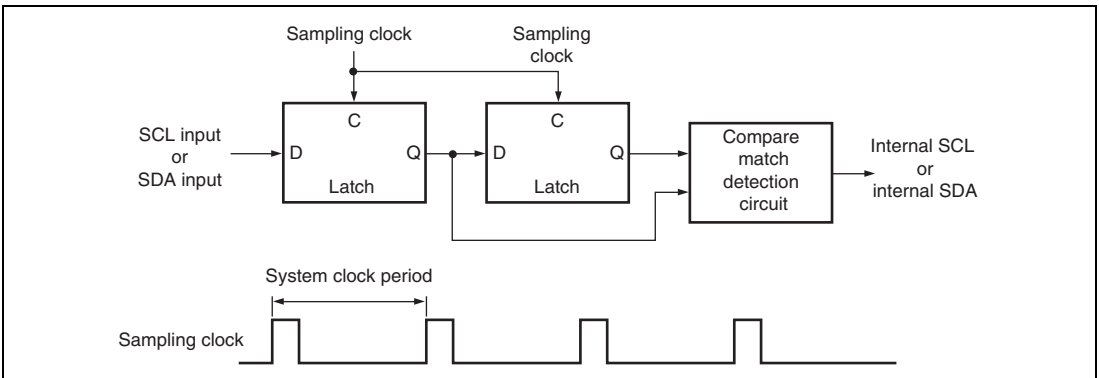 Sampling clock
Sampling
clock
SCL input
or
SDA input
C
D
Q
Latch
C
D
Q
Latch
Compare
match
detection
circuit
Internal SCL
or
internal SDA
System clock period
Sampling clock